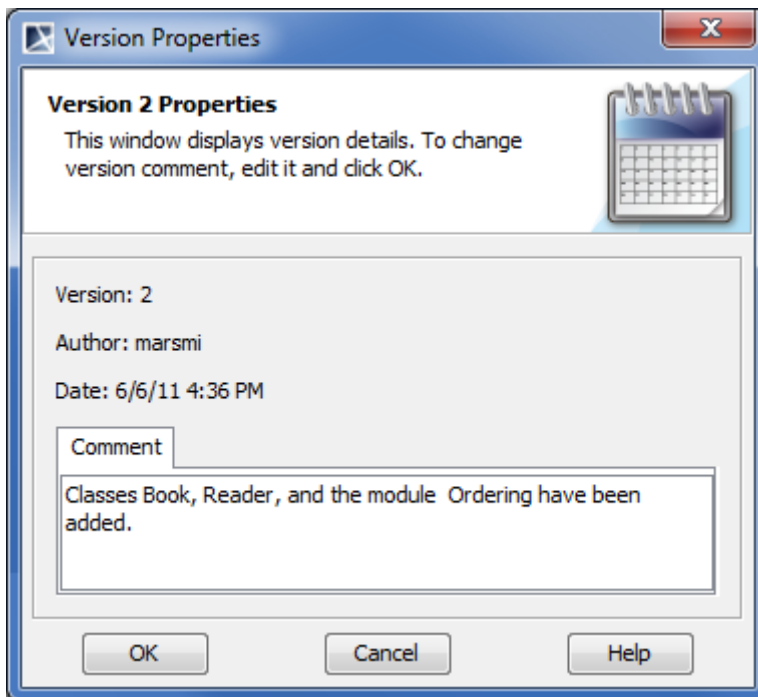 Version Properties
Version 2 Properties
This window displays version details. To change
version comment, edit it and click OK.
Version: 2
Author: marsmi
Date: 6/6/11 4:36 PM
Comment
Classes Book, Reader, and the module  Ordering have been
added.
OK
Cancel
Help